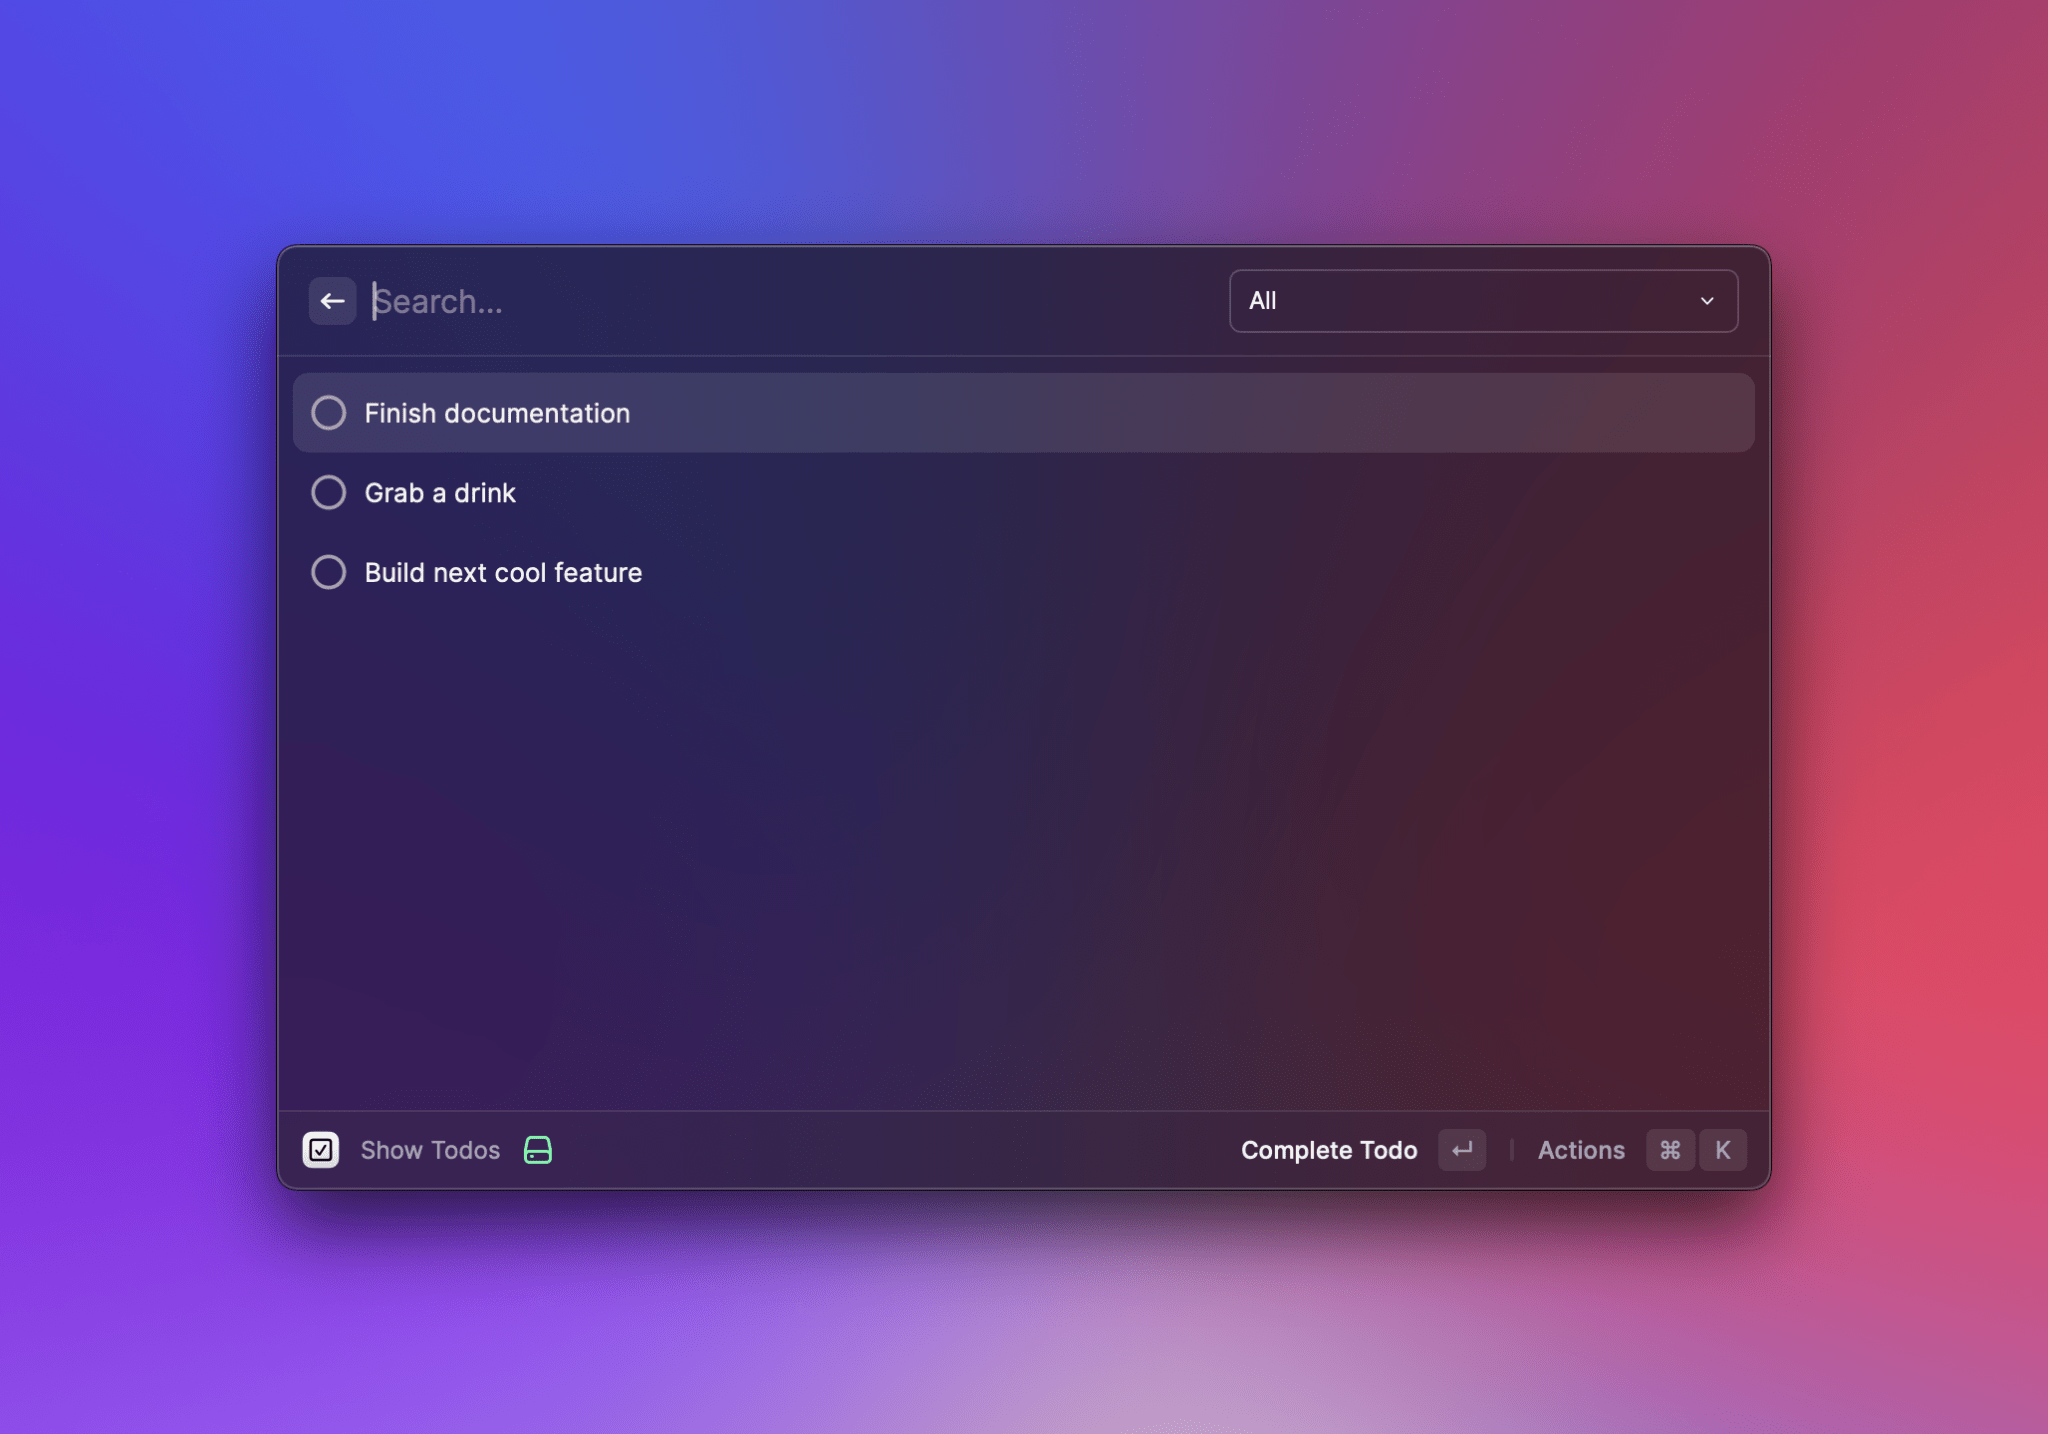 Search...
All
Finish documentation
Grab a drink
Build next cool feature
Show Todos
Complete Todo
Actions ⌘ K